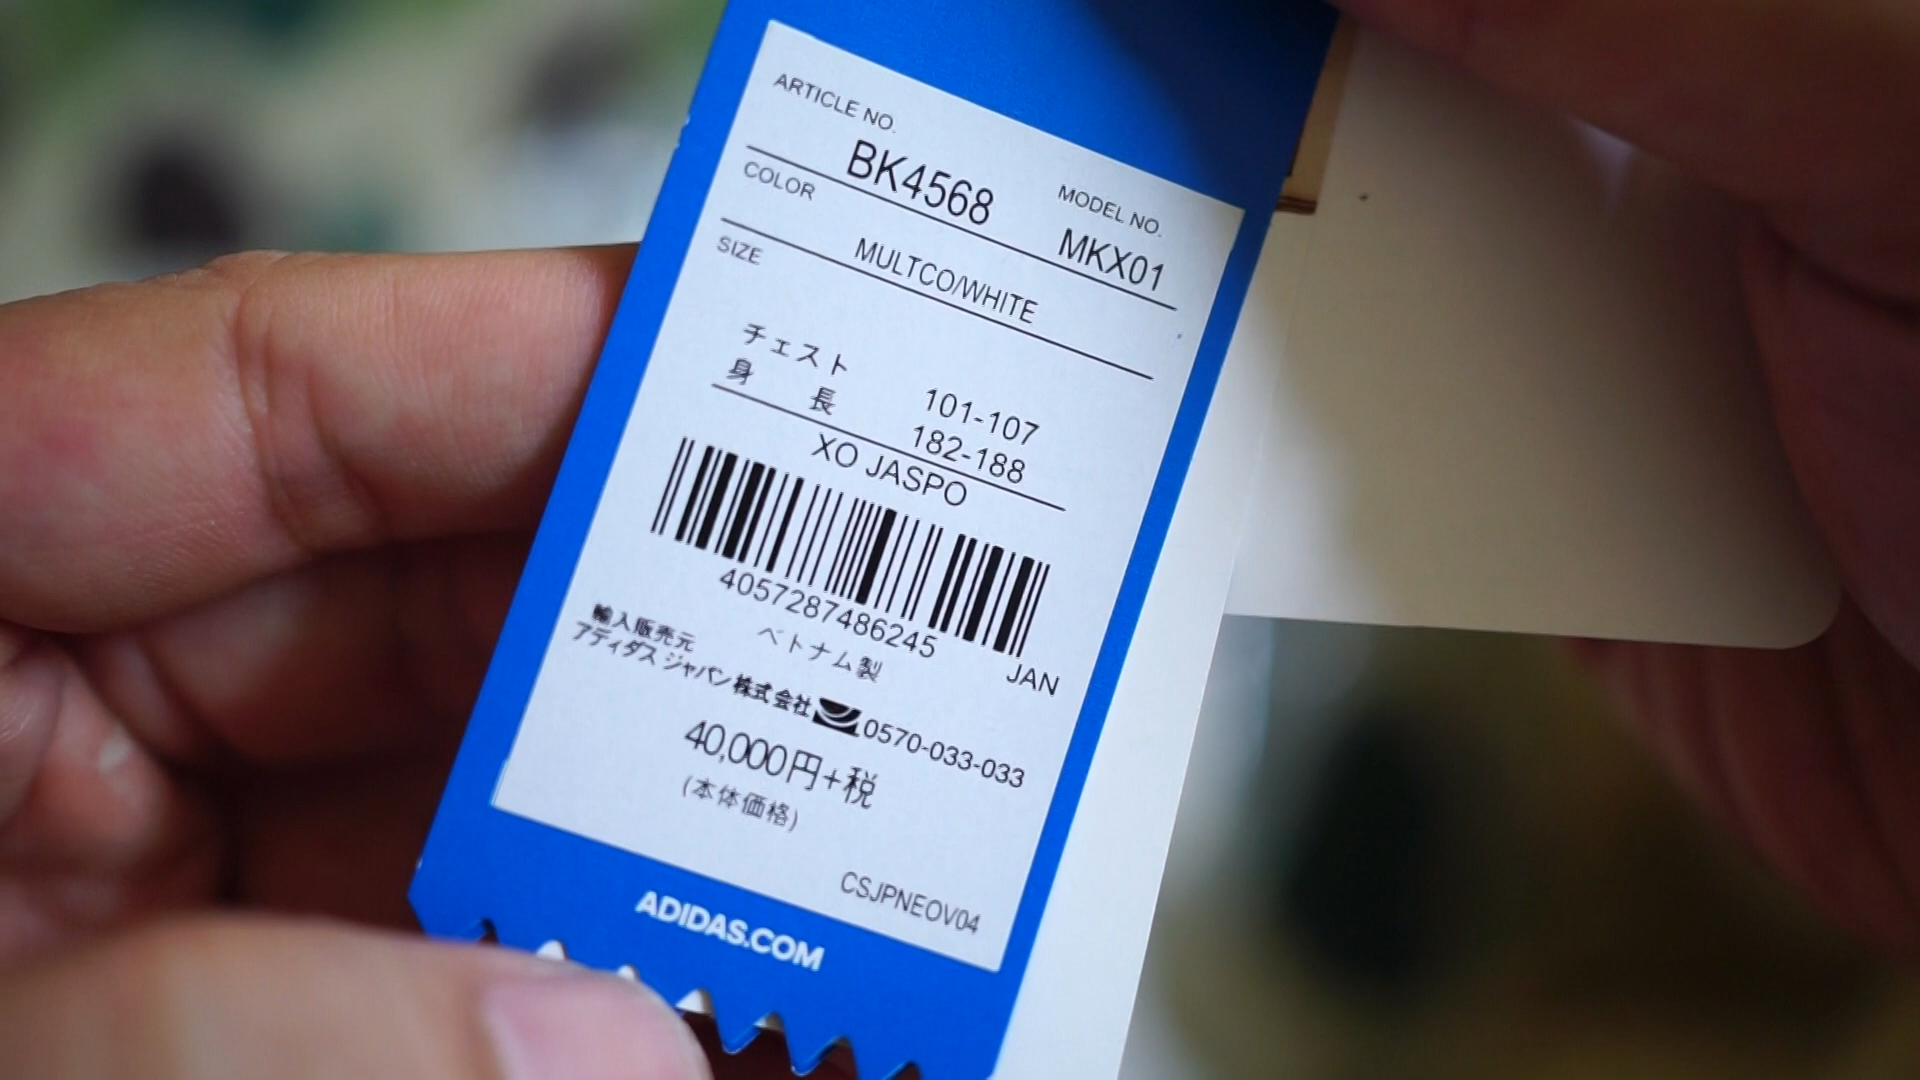 ARTICLE NO.
BK4568
MODEL NO.
MKX01
COLOR
MULTCO/WHITE
SIZE
チェスト 101-107
身 長 182-188
XO JASPO
4057287486245
JAN
ベトナム製
輸入販売元
アディダス ジャパン株式会社 0570-033-033
40,000円+税
(本体価格)
CSJPNEOV04
ADIDAS.COM